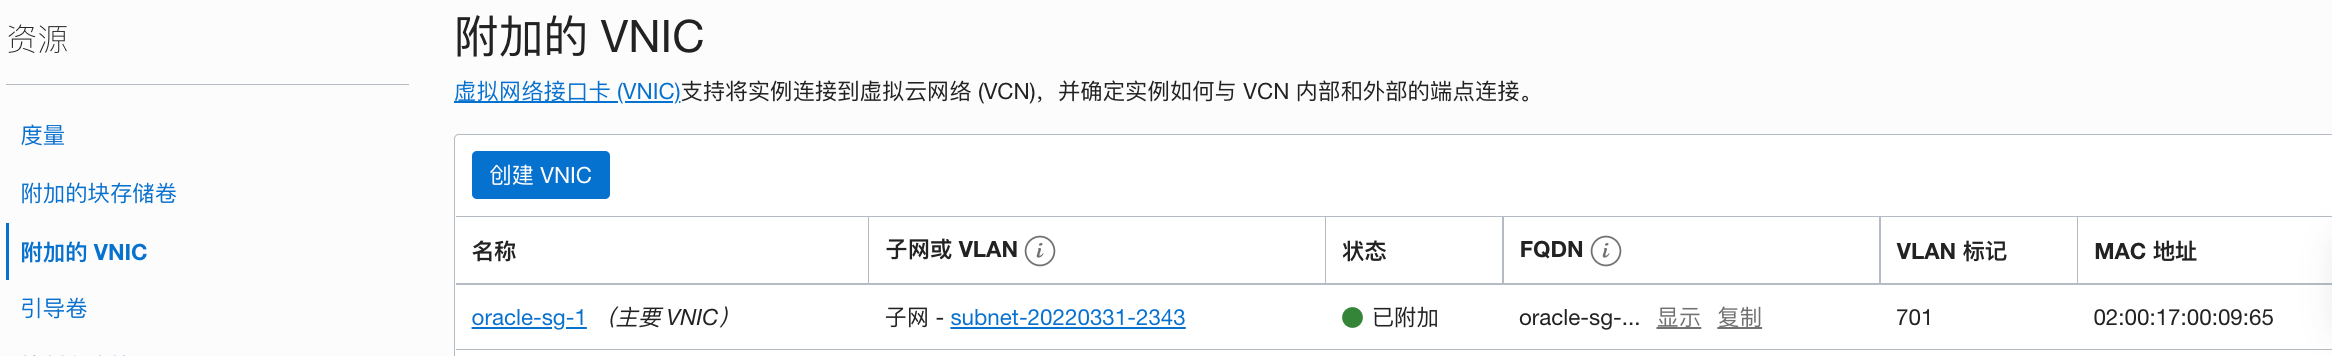 资源
度量
附加的块存储卷
附加的 VNIC
引导卷
附加的 VNIC
虚拟网络接口卡 (VNIC)支持将实例连接到虚拟云网络 (VCN)，并确定实例如何与 VCN 内部和外部的端点连接。
创建 VNIC
名称 子网或 VLAN 状态 FQDN VLAN 标记 MAC 地址
oracle-sg-1 （主要 VNIC） 子网 - subnet-20220331-2343 已附加 oracle-sg-... 显示 复制 701 02:00:17:00:09:65